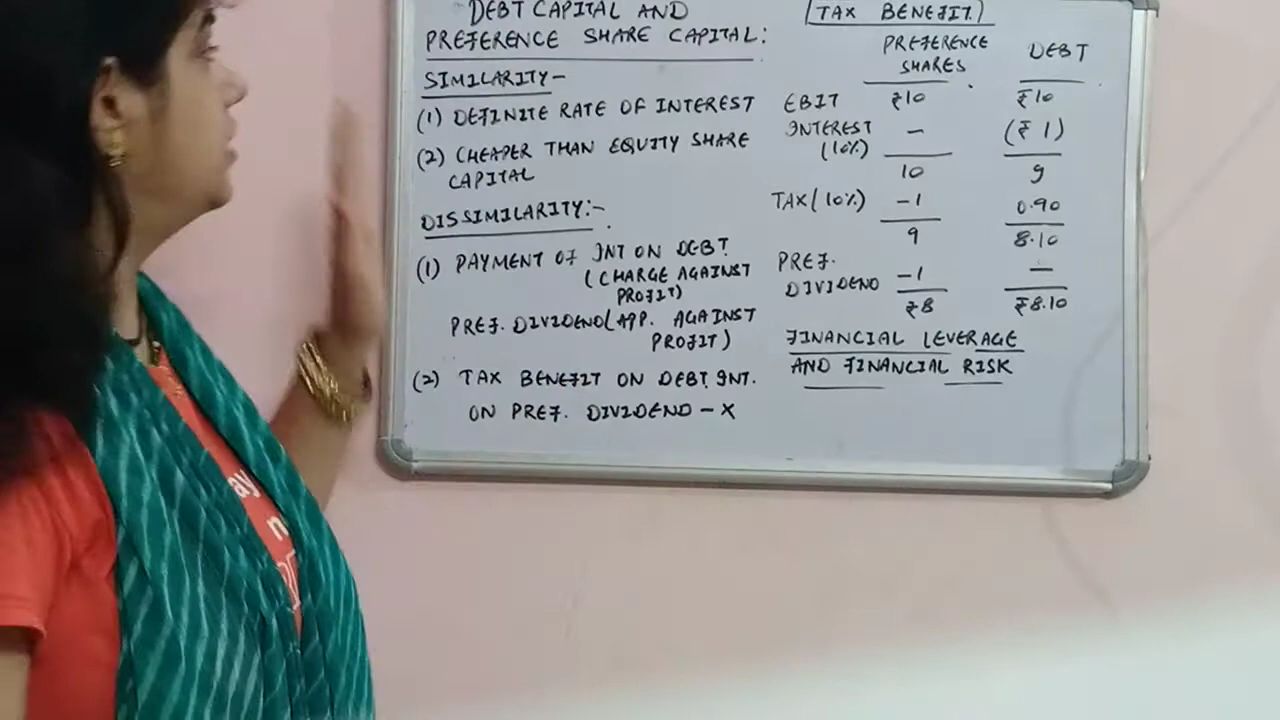 DEBT CAPITAL AND
PREFERENCE SHARE CAPITAL:
SIMILARITY-
(1) DEFINITE RATE OF INTEREST
(2) CHEAPER THAN EQUITY SHARE
CAPITAL
DISSIMILARITY:-
(1) PAYMENT OF INT ON DEBT
(CHARGE AGAINST
PROFIT)
PREF. DIVIDEND (APP. AGAINST
PROFIT)
(2) TAX BENEFIT ON DEBT INT.
ON PREF. DIVIDEND - X
TAX BENEFIT
PREFERENCE SHARES DEBT
EBIT ₹10 ₹10
INTEREST (10%) - (₹1)
10 9
TAX (10%) -1 0.90
9 8.10
PREF. DIVIDEND -1 -
₹8 ₹8.10
FINANCIAL LEVERAGE
AND FINANCIAL RISK
ay